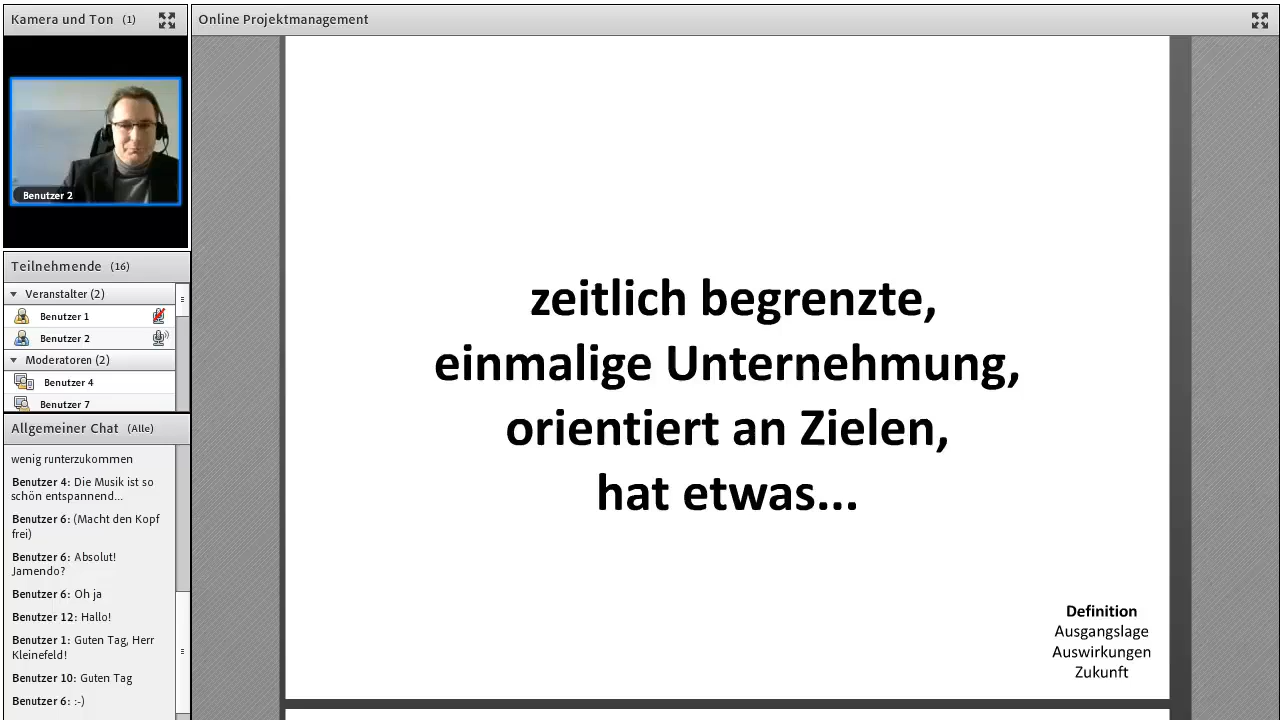 Kamera und Ton (1)
Benutzer 2
Teilnehmende (16)
Veranstalter (2)
Benutzer 1
Benutzer 2
Moderatoren (2)
Benutzer 4
Benutzer 7
Allgemeiner Chat (Alle)
wenig runterzukommen
Benutzer 4: Die Musik ist so
schön entspannend...
Benutzer 6: (Macht den Kopf
frei)
Benutzer 6: Absolut!
Jamendo?
Benutzer 6: Oh ja
Benutzer 12: Hallo!
Benutzer 1: Guten Tag, Herr
Kleinefeld!
Benutzer 10: Guten Tag
Benutzer 6: :-)
Online Projektmanagement
zeitlich begrenzte,
einmalige Unternehmung,
orientiert an Zielen,
hat etwas...
Definition
Ausgangslage
Auswirkungen
Zukunft